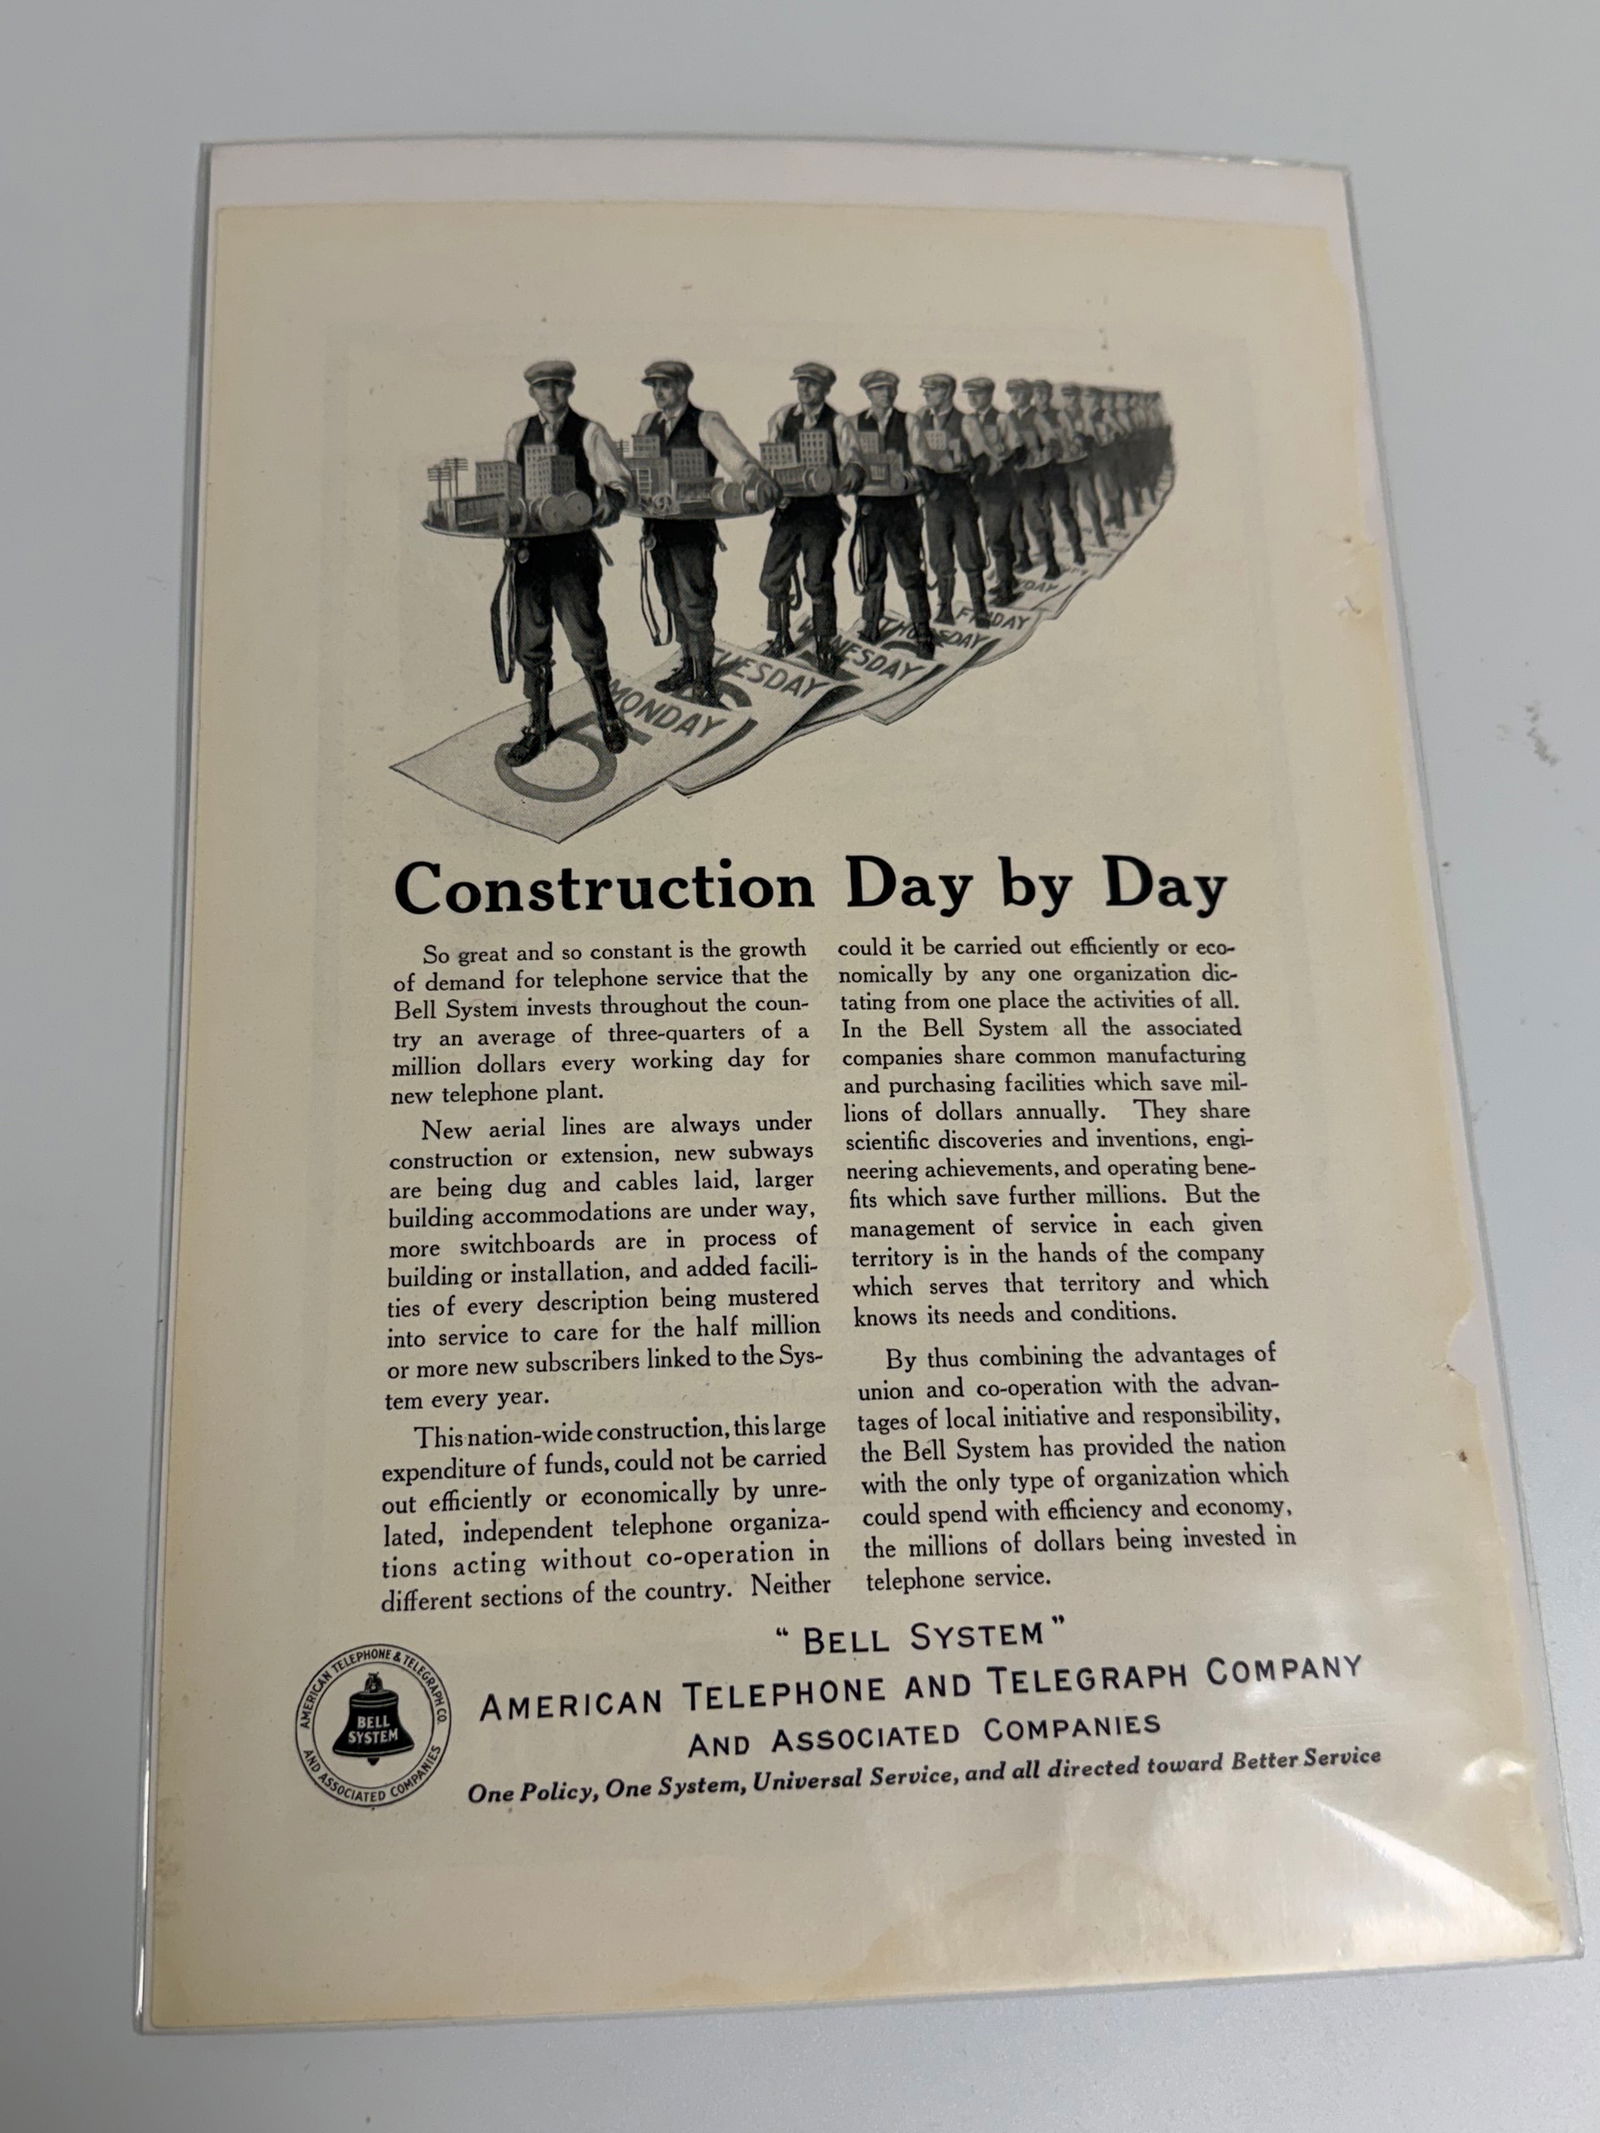 MONDAY
5
TUESDAY
6
WEDNESDAY
THURSDAY
FRIDAY
Construction Day by Day
So great and so constant is the growth
of demand for telephone service that the
Bell System invests throughout the coun-
try an average of three-quarters of a
million dollars every working day for
new telephone plant.
New aerial lines are always under
construction or extension, new subways
are being dug and cables laid, larger
building accommodations are under way,
more switchboards are in process of
building or installation, and added facili-
ties of every description being mustered
into service to care for the half million
or more new subscribers linked to the Sys-
tem every year.
This nation-wide construction, this large
expenditure of funds, could not be carried
out efficiently or economically by unre-
lated, independent telephone organiza-
tions acting without co-operation in
different sections of the country. Neither
could it be carried out efficiently or eco-
nomically by any one organization dic-
tating from one place the activities of all.
In the Bell System all the associated
companies share common manufacturing
and purchasing facilities which save mil-
lions of dollars annually. They share
scientific discoveries and inventions, engi-
neering achievements, and operating bene-
fits which save further millions. But the
management of service in each given
territory is in the hands of the company
which serves that territory and which
knows its needs and conditions.
By thus combining the advantages of
union and co-operation with the advan-
tages of local initiative and responsibility,
the Bell System has provided the nation
with the only type of organization which
could spend with efficiency and economy,
the millions of dollars being invested in
telephone service.
"BELL SYSTEM"
AMERICAN TELEPHONE AND TELEGRAPH COMPANY
AND ASSOCIATED COMPANIES
One Policy, One System, Universal Service, and all directed toward Better Service
AMERICAN TELEPHONE & TELEGRAPH CO.
BELL
SYSTEM
AND ASSOCIATED COMPANIES